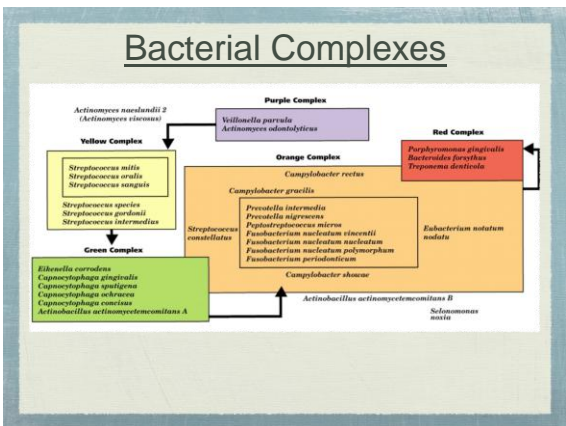 Bacterial Complexes
Actinomyces naeslandii 2
(Actinomyces viscosus)
Purple Complex
Veillonella parvula
Actinomyces odontolyticus
Yellow Complex
Streptococcus mitis
Streptococcus oralis
Streptococcus sanguis
Streptococcus species
Streptococcus gordonii
Streptococcus intermedius
Green Complex
Eikenella corrodens
Capnocytophaga gingivalis
Capnocytophaga sputigena
Capnocytophaga ochracea
Capnocytophaga concisus
Actinobacillus actinomycetemcomitans A
Orange Complex
Campylobacter rectus
Campylobacter gracilis
Streptococcus
constellatus
Prevotella intermedia
Prevotella nigrescens
Peptostreptococcus micros
Fusobacterium nucleatum vincentii
Fusobacterium nucleatum nucleatum
Fusobacterium nucleatum polymorphum
Fusobacterium periodonticum
Eubacterium notatum
nodatu
Campylobacter showae
Red Complex
Porphyromonas gingivalis
Bacteroides forsythus
Treponema denticola
Actinobacillus actinomycetemcomitans B
Selonomonas
noxia